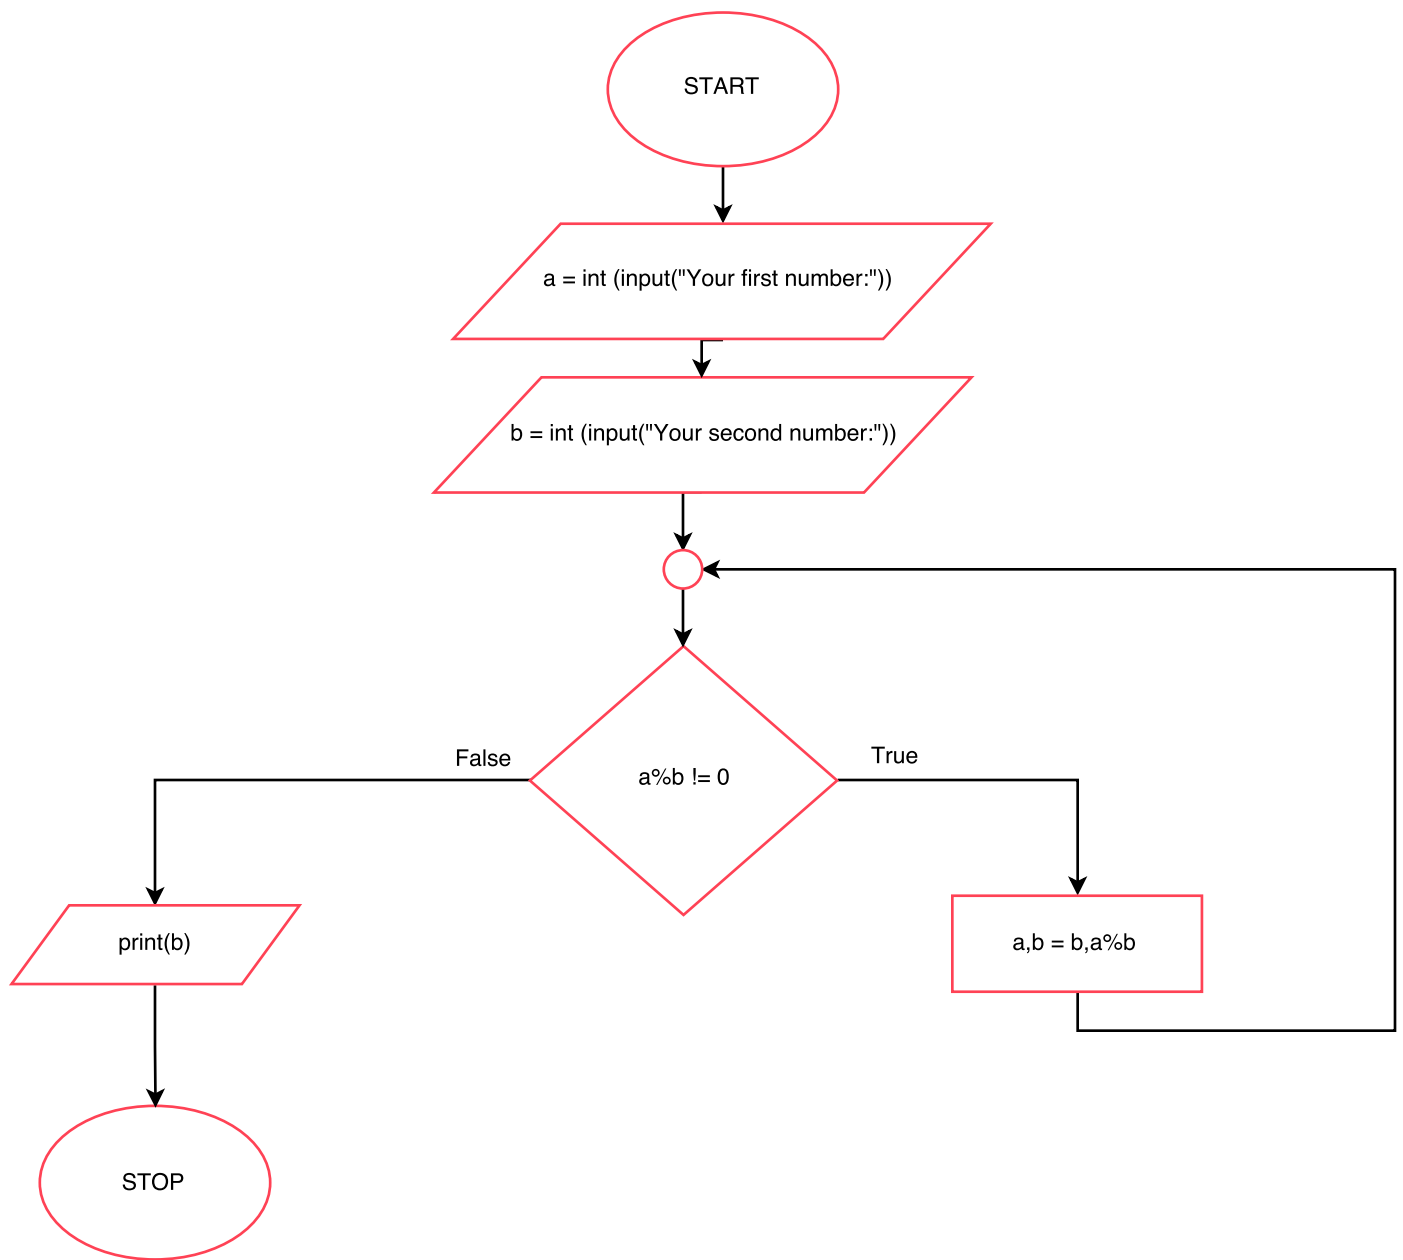 START
a = int (input("Your first number:"))
b = int (input("Your second number:"))
False
True
a%b != 0
print(b)
a,b = b,a%b
STOP